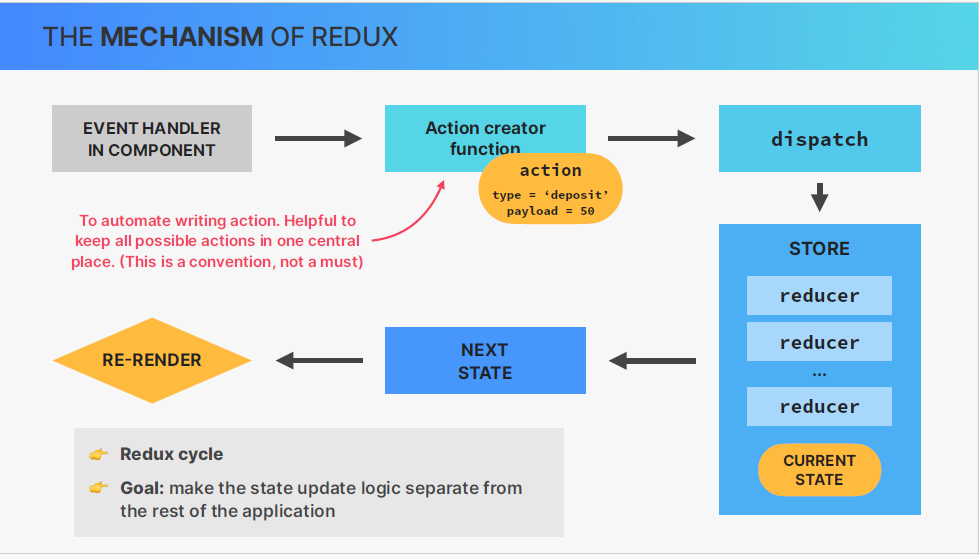 THE MECHANISM OF REDUX
EVENT HANDLER
IN COMPONENT
Action creator
function
action
type = ‘deposit’
payload = 50
dispatch
To automate writing action. Helpful to
keep all possible actions in one central
place. (This is a convention, not a must)
STORE
reducer
reducer
...
reducer
CURRENT
STATE
NEXT
STATE
RE-RENDER
👉 Redux cycle
👉 Goal: make the state update logic separate from
the rest of the application